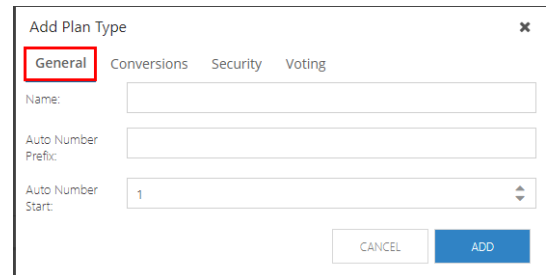 Add Plan Type
General Conversions Security Voting
Name:
Auto Number
Prefix:
Auto Number
Start:
1
CANCEL ADD